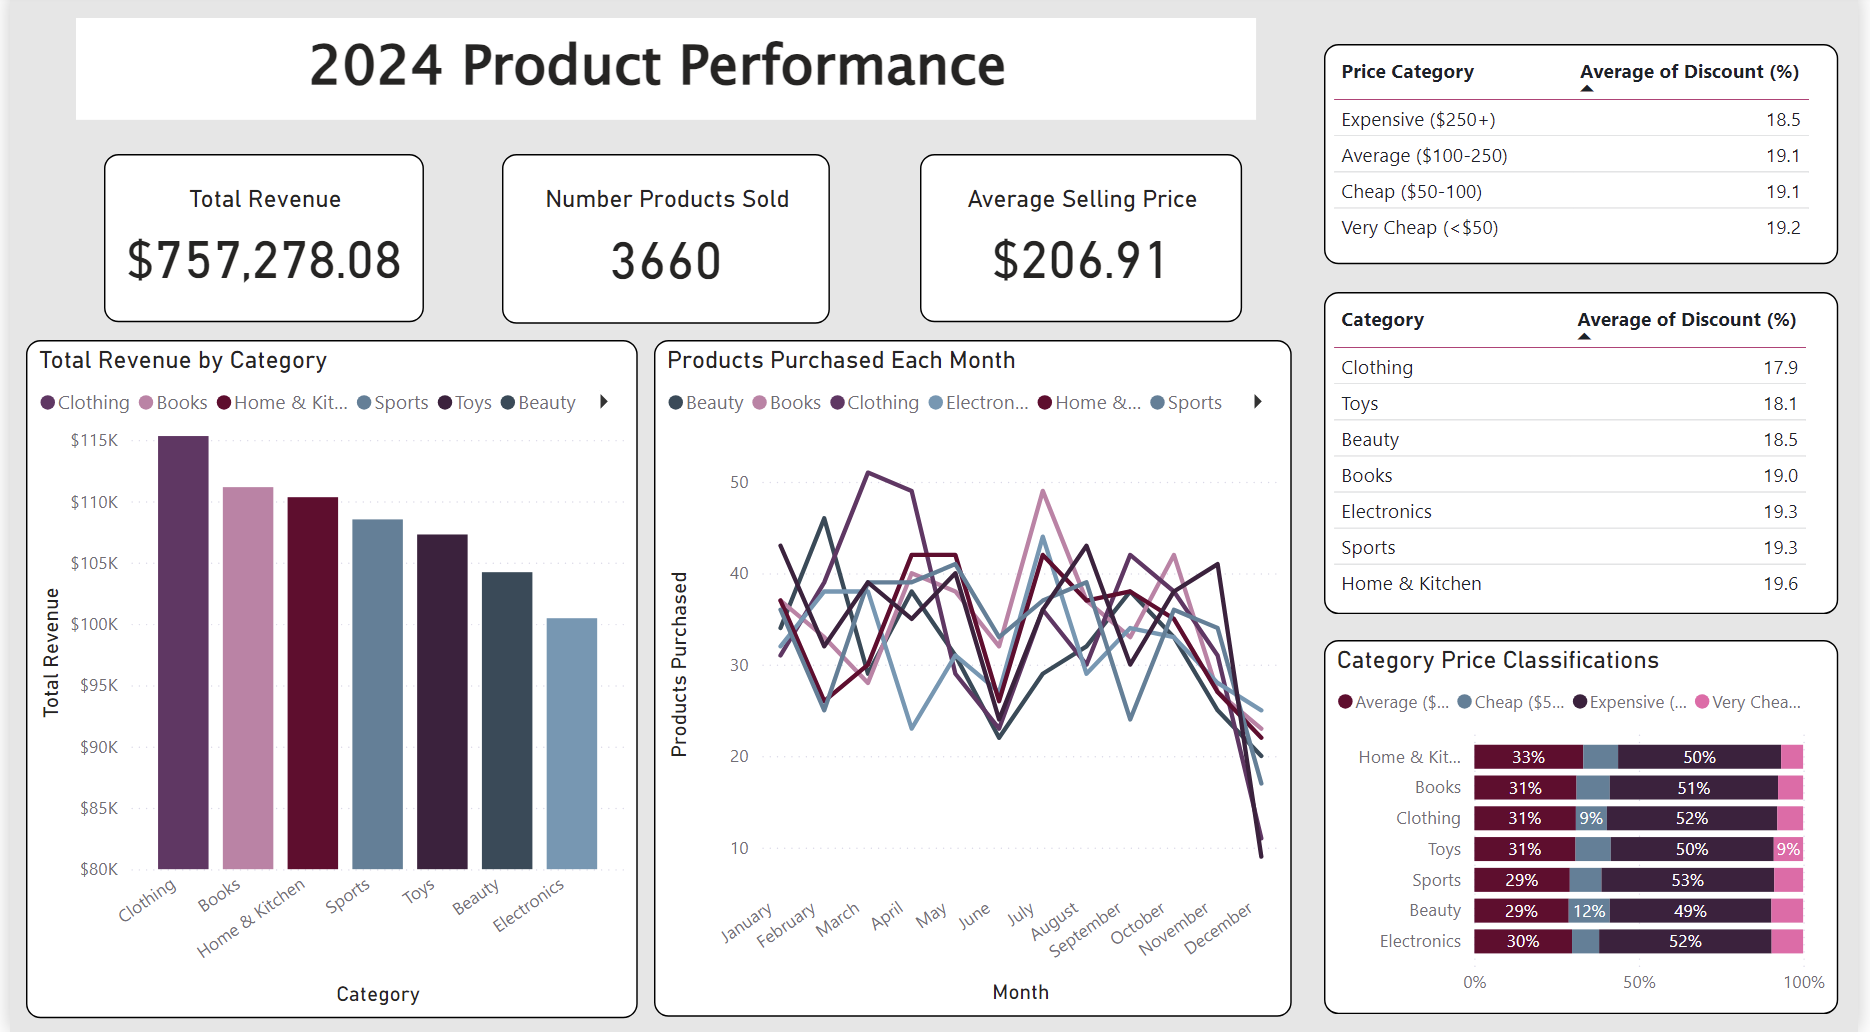 2024 Product Performance
Total Revenue
$757,278.08
Number Products Sold
3660
Average Selling Price
$206.91
Total Revenue by Category
Clothing Books Home & Kit... Sports Toys Beauty
$115K
$110K
$105K
$100K
$95K
$90K
$85K
$80K
Total Revenue
Clothing Books Home & Kitchen Sports Toys Beauty Electronics
Category
Products Purchased Each Month
Beauty Books Clothing Electron... Home &... Sports
50
40
30
20
10
Products Purchased
January February March April May June July August September October November December
Month
Price Category Average of Discount (%)
Expensive ($250+) 18.5
Average ($100-250) 19.1
Cheap ($50-100) 19.1
Very Cheap (<$50) 19.2
Category Average of Discount (%)
Clothing 17.9
Toys 18.1
Beauty 18.5
Books 19.0
Electronics 19.3
Sports 19.3
Home & Kitchen 19.6
Category Price Classifications
Average ($... Cheap ($5... Expensive (... Very Chea...
Home & Kit... 33% 50%
Books 31% 51%
Clothing 31% 9% 52%
Toys 31% 50% 9%
Sports 29% 53%
Beauty 29% 12% 49%
Electronics 30% 52%
0% 50% 100%